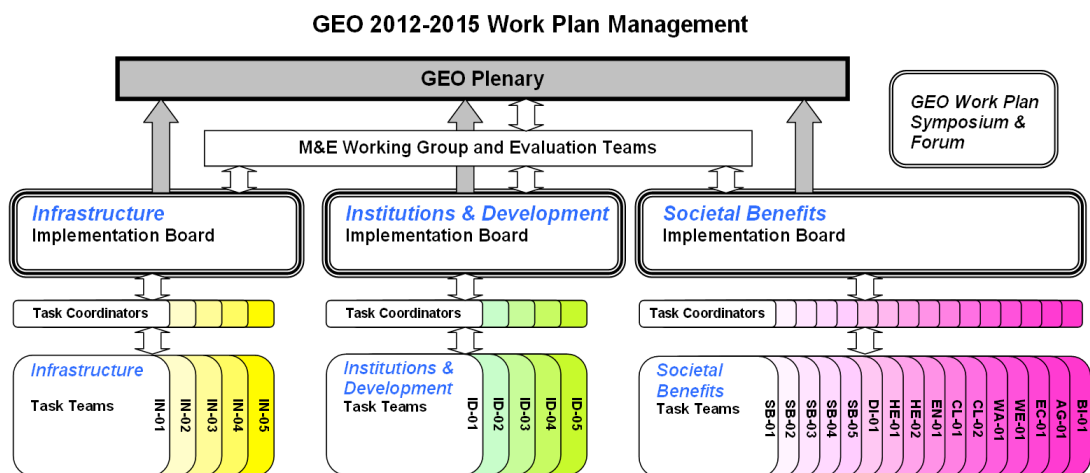 GEO 2012-2015 Work Plan Management
GEO Plenary
GEO Work Plan
Symposium &
Forum
M&E Working Group and Evaluation Teams
Infrastructure
Implementation Board
Institutions & Development
Implementation Board
Societal Benefits
Implementation Board
Task Coordinators
Task Coordinators
Task Coordinators
Infrastructure
Task Teams
IN-01
IN-02
IN-03
IN-04
IN-05
Institutions &
Development
Task Teams
ID-01
ID-02
ID-03
ID-04
ID-05
Societal
Benefits
Task Teams
SB-01
SB-02
SB-03
SB-04
SB-05
DI-01
HE-01
HE-02
EN-01
CL-01
CL-02
WA-01
WE-01
EC-01
AG-01
BI-01